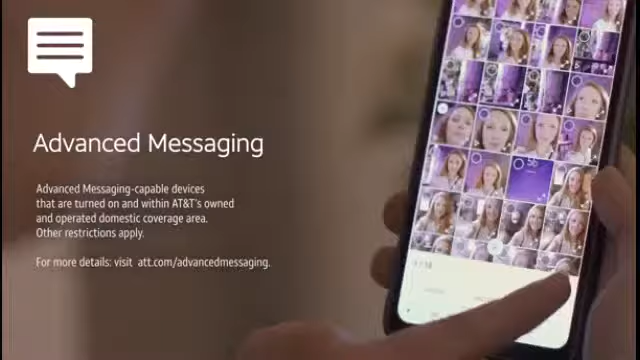 Advanced Messaging
Advanced Messaging-capable devices
that are turned on and within AT&T's owned
and operated domestic coverage area.
Other restrictions apply.
For more details: visit att.com/advancedmessaging.
56